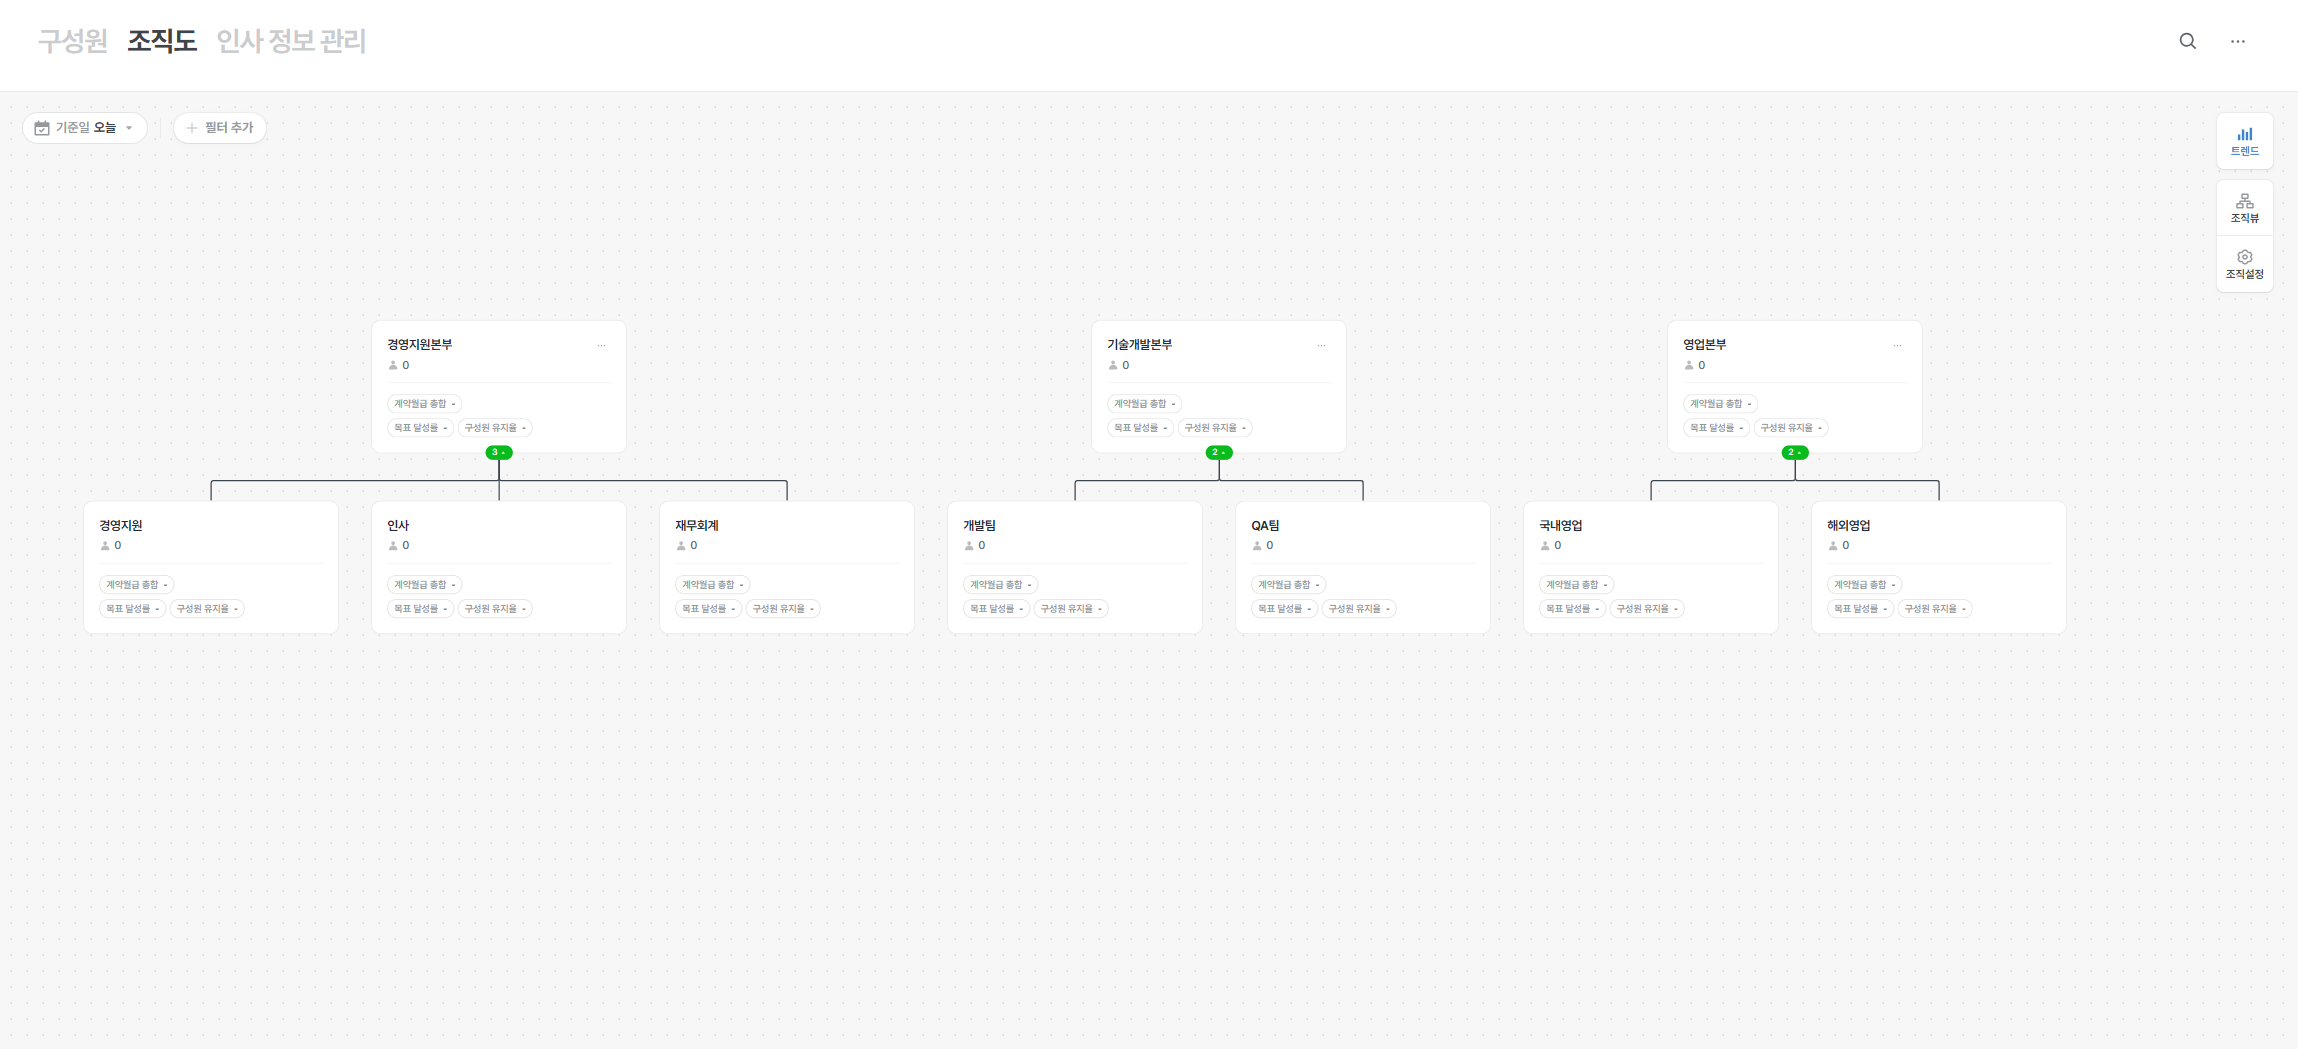 구성원 조직도 인사 정보 관리
기준일 오늘
필터 추가
트렌드
조직뷰
조직설정
경영지원본부
0
계약월급 총합 -
목표 달성률 - 구성원 유지율 -
3
기술개발본부
0
계약월급 총합 -
목표 달성률 - 구성원 유지율 -
2
영업본부
0
계약월급 총합 -
목표 달성률 - 구성원 유지율 -
2
경영지원
0
계약월급 총합 -
목표 달성률 - 구성원 유지율 -
인사
0
계약월급 총합 -
목표 달성률 - 구성원 유지율 -
재무회계
0
계약월급 총합 -
목표 달성률 - 구성원 유지율 -
개발팀
0
계약월급 총합 -
목표 달성률 - 구성원 유지율 -
QA팀
0
계약월급 총합 -
목표 달성률 - 구성원 유지율 -
국내영업
0
계약월급 총합 -
목표 달성률 - 구성원 유지율 -
해외영업
0
계약월급 총합 -
목표 달성률 - 구성원 유지율 -